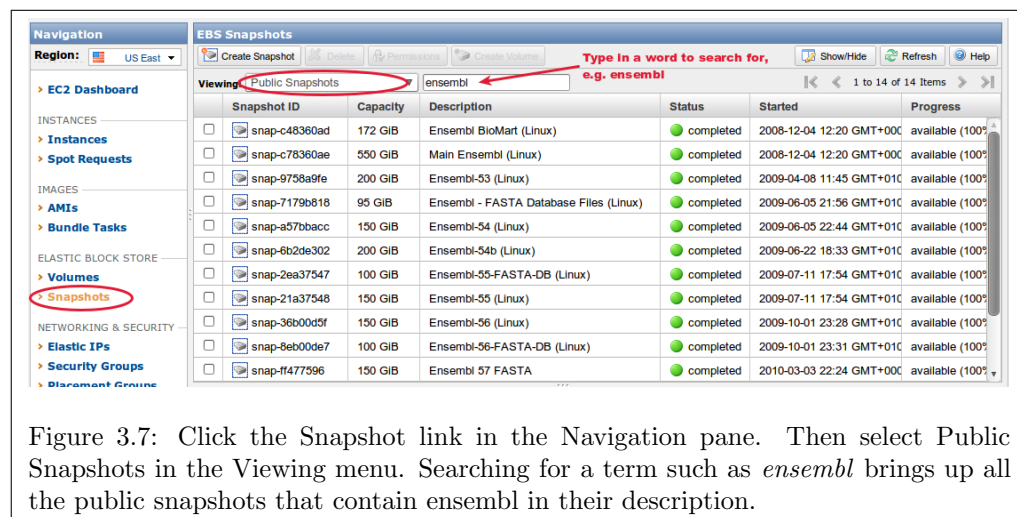 Navigation
Region: US East
EC2 Dashboard
INSTANCES
Instances
Spot Requests
IMAGES
AMIs
Bundle Tasks
ELASTIC BLOCK STORE
Volumes
Snapshots
NETWORKING & SECURITY
Elastic IPs
Security Groups
Placement Groups
EBS Snapshots
Create Snapshot Delete Permissions Create Volume Show/Hide Refresh Help
Type in a word to search for,
e.g. ensembl
Viewing: Public Snapshots ensembl 1 to 14 of 14 Items
Snapshot ID Capacity Description Status Started Progress
snap-c48360ad 172 GiB Ensembl BioMart (Linux) completed 2008-12-04 12:20 GMT+000 available (100%
snap-c78360ae 550 GiB Main Ensembl (Linux) completed 2008-12-04 12:20 GMT+000 available (100%
snap-9758a9fe 200 GiB Ensembl-53 (Linux) completed 2009-04-08 11:45 GMT+010 available (100%
snap-7179b818 95 GiB Ensembl - FASTA Database Files (Linux) completed 2009-06-05 21:56 GMT+010 available (100%
snap-a57bbacc 150 GiB Ensembl-54 (Linux) completed 2009-06-05 22:44 GMT+010 available (100%
snap-6b2de302 200 GiB Ensembl-54b (Linux) completed 2009-06-22 18:33 GMT+010 available (100%
snap-2ea37547 100 GiB Ensembl-55-FASTA-DB (Linux) completed 2009-07-11 17:54 GMT+010 available (100%
snap-21a37548 150 GiB Ensembl-55 (Linux) completed 2009-07-11 17:54 GMT+010 available (100%
snap-36b00d5f 150 GiB Ensembl-56 (Linux) completed 2009-10-01 23:28 GMT+010 available (100%
snap-8eb00de7 100 GiB Ensembl-56-FASTA-DB (Linux) completed 2009-10-01 23:31 GMT+010 available (100%
snap-ff477596 150 GiB Ensembl 57 FASTA completed 2010-03-03 22:24 GMT+000 available (100%
Figure 3.7: Click the Snapshot link in the Navigation pane. Then select Public
Snapshots in the Viewing menu. Searching for a term such as ensembl brings up all
the public snapshots that contain ensembl in their description.